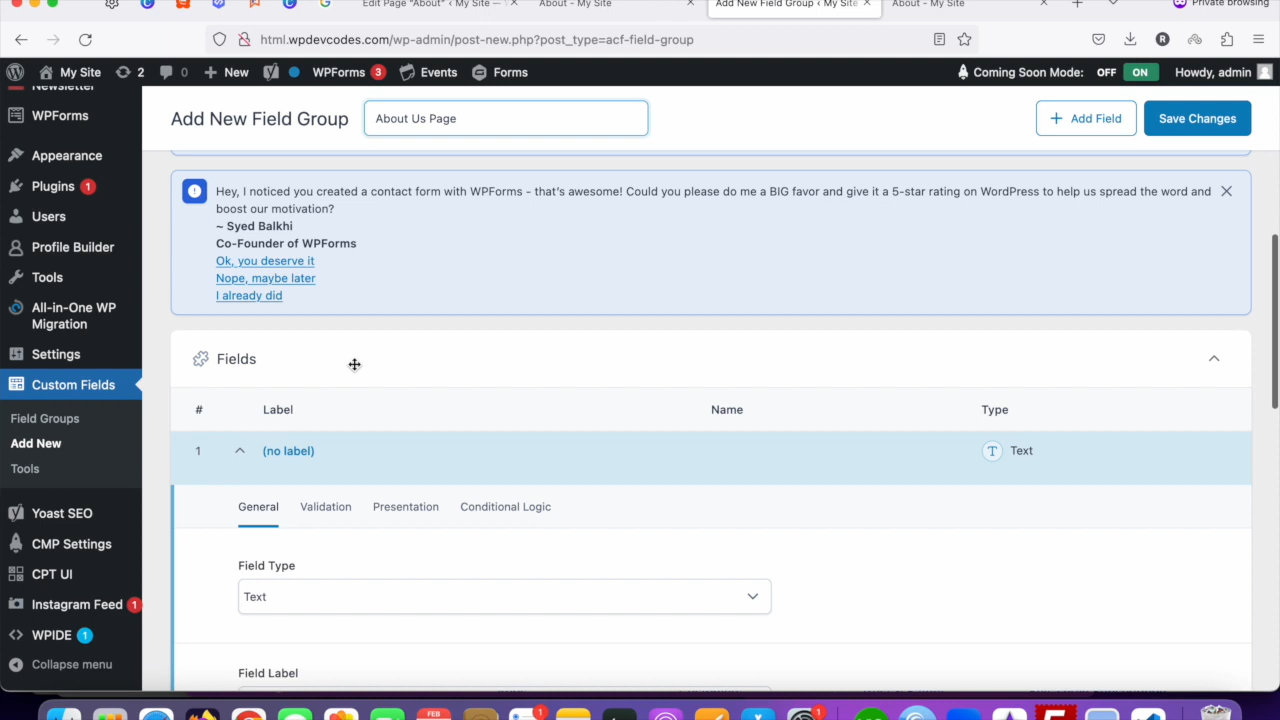 Edit Page “About” ‹ My Site —
About - My Site
Add New Field Group ‹ My Site
About - My Site
Private browsing
html.wpdevcodes.com/wp-admin/post-new.php?post_type=acf-field-group
My Site 2 0 New WPForms 3 Events Forms Coming Soon Mode: OFF ON Howdy, admin
Newsletter
WPForms
Appearance
Plugins 1
Users
Profile Builder
Tools
All-in-One WP
Migration
Settings
Custom Fields
Field Groups
Add New
Tools
Yoast SEO
CMP Settings
CPT UI
Instagram Feed 1
WPIDE 1
Collapse menu
Add New Field Group About Us Page Add Field Save Changes
Hey, I noticed you created a contact form with WPForms - that's awesome! Could you please do me a BIG favor and give it a 5-star rating on WordPress to help us spread the word and
boost our motivation?
~ Syed Balkhi
Co-Founder of WPForms
Ok, you deserve it
Nope, maybe later
I already did
Fields
# Label Name Type
1 (no label) T Text
General Validation Presentation Conditional Logic
Field Type
Text
Field Label
FEB 1 1